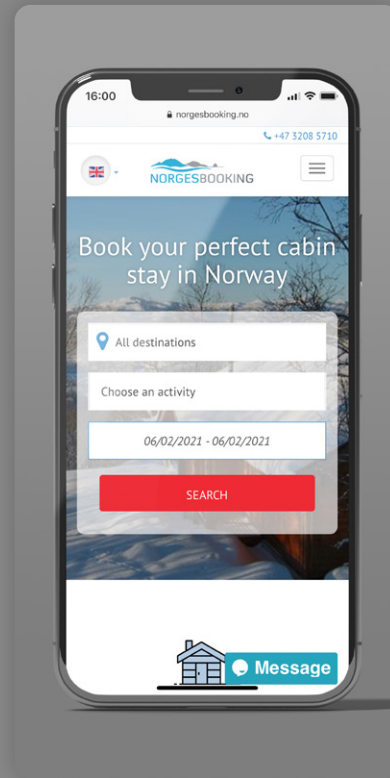 16:00
norgesbooking.no
+47 3208 5710
NORGESBOOKING
Book your perfect cabin
stay in Norway
All destinations
Choose an activity
06/02/2021 - 06/02/2021
SEARCH
Message